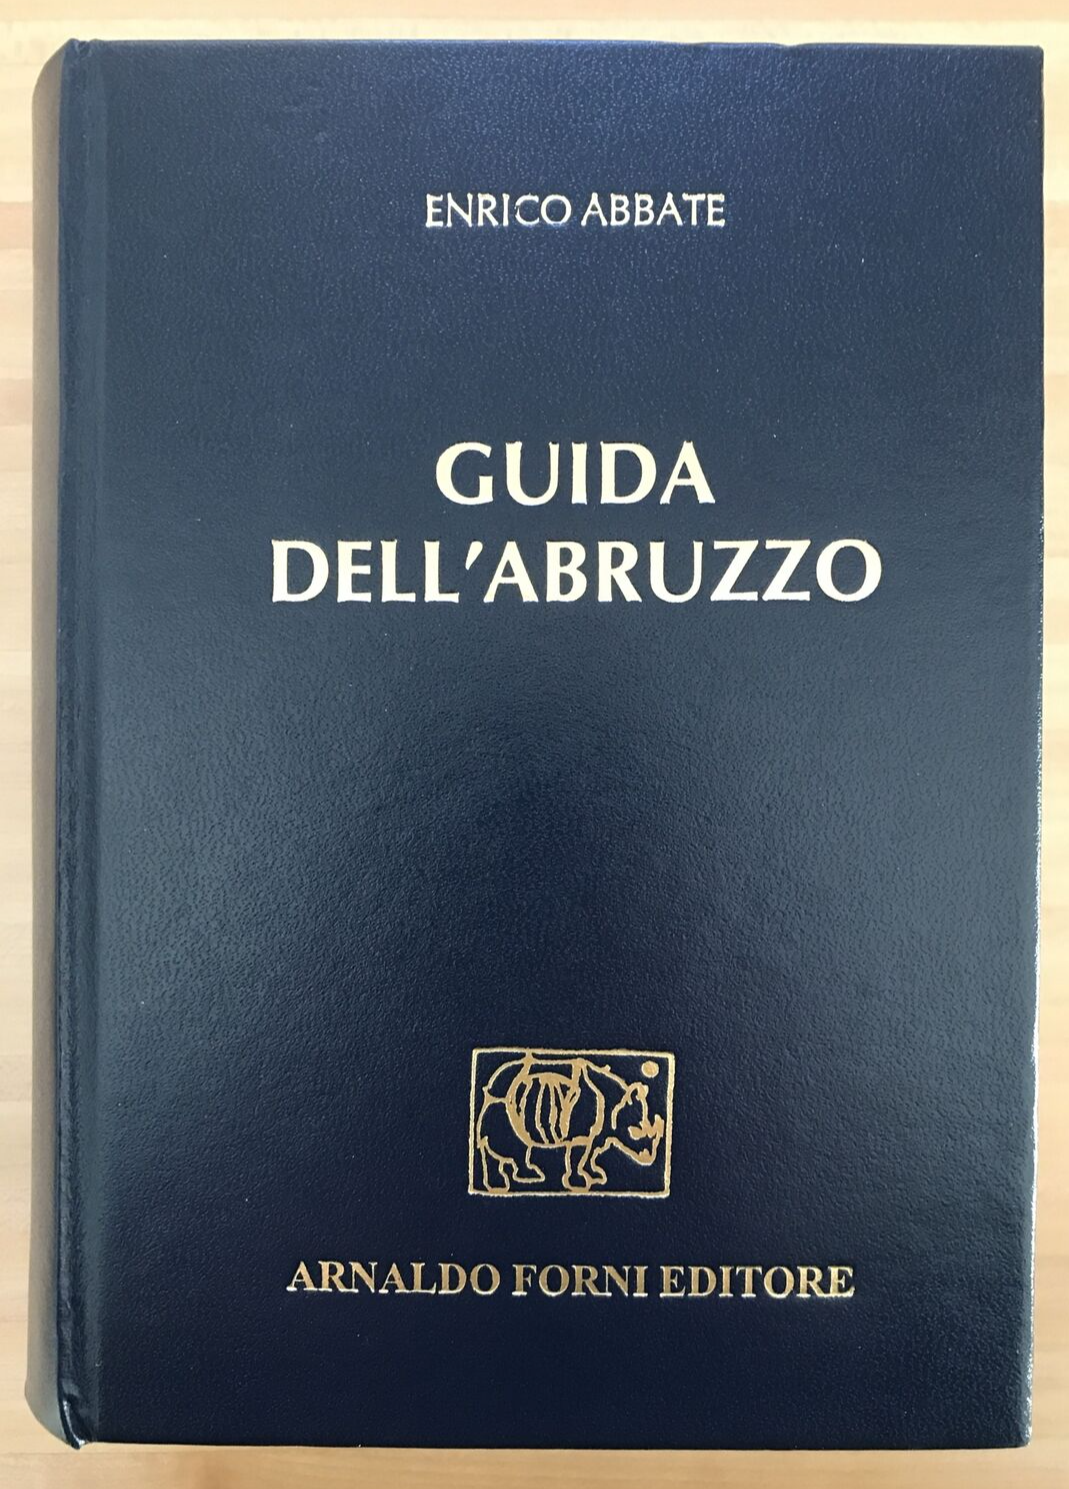 ENRICO ABBATE
GUIDA
DELL'ABRUZZO
ARNALDO FORNI EDITORE